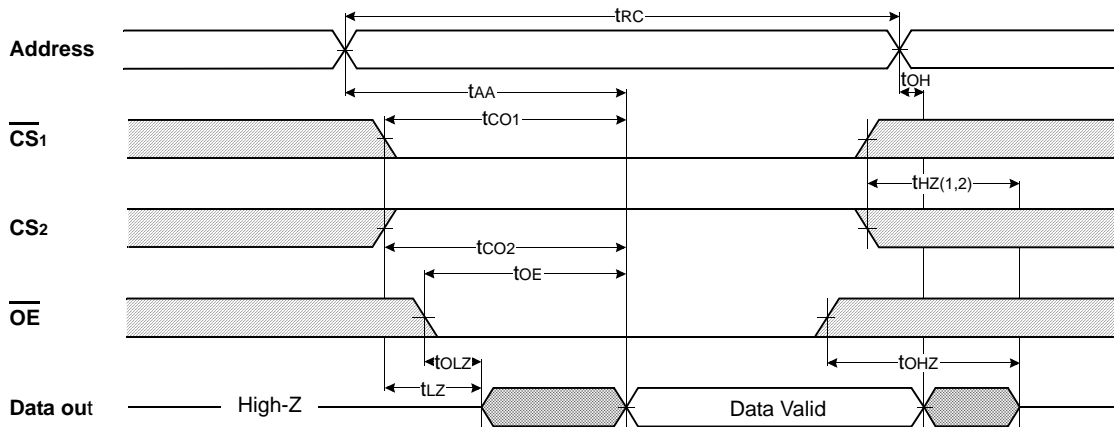 tRC
Address
tOH
tAA
tCO1
CS1
tHZ(1,2)
CS2
tCO2
tOE
OE
tOLZ
tOHZ
tLZ
Data out
High-Z
Data Valid